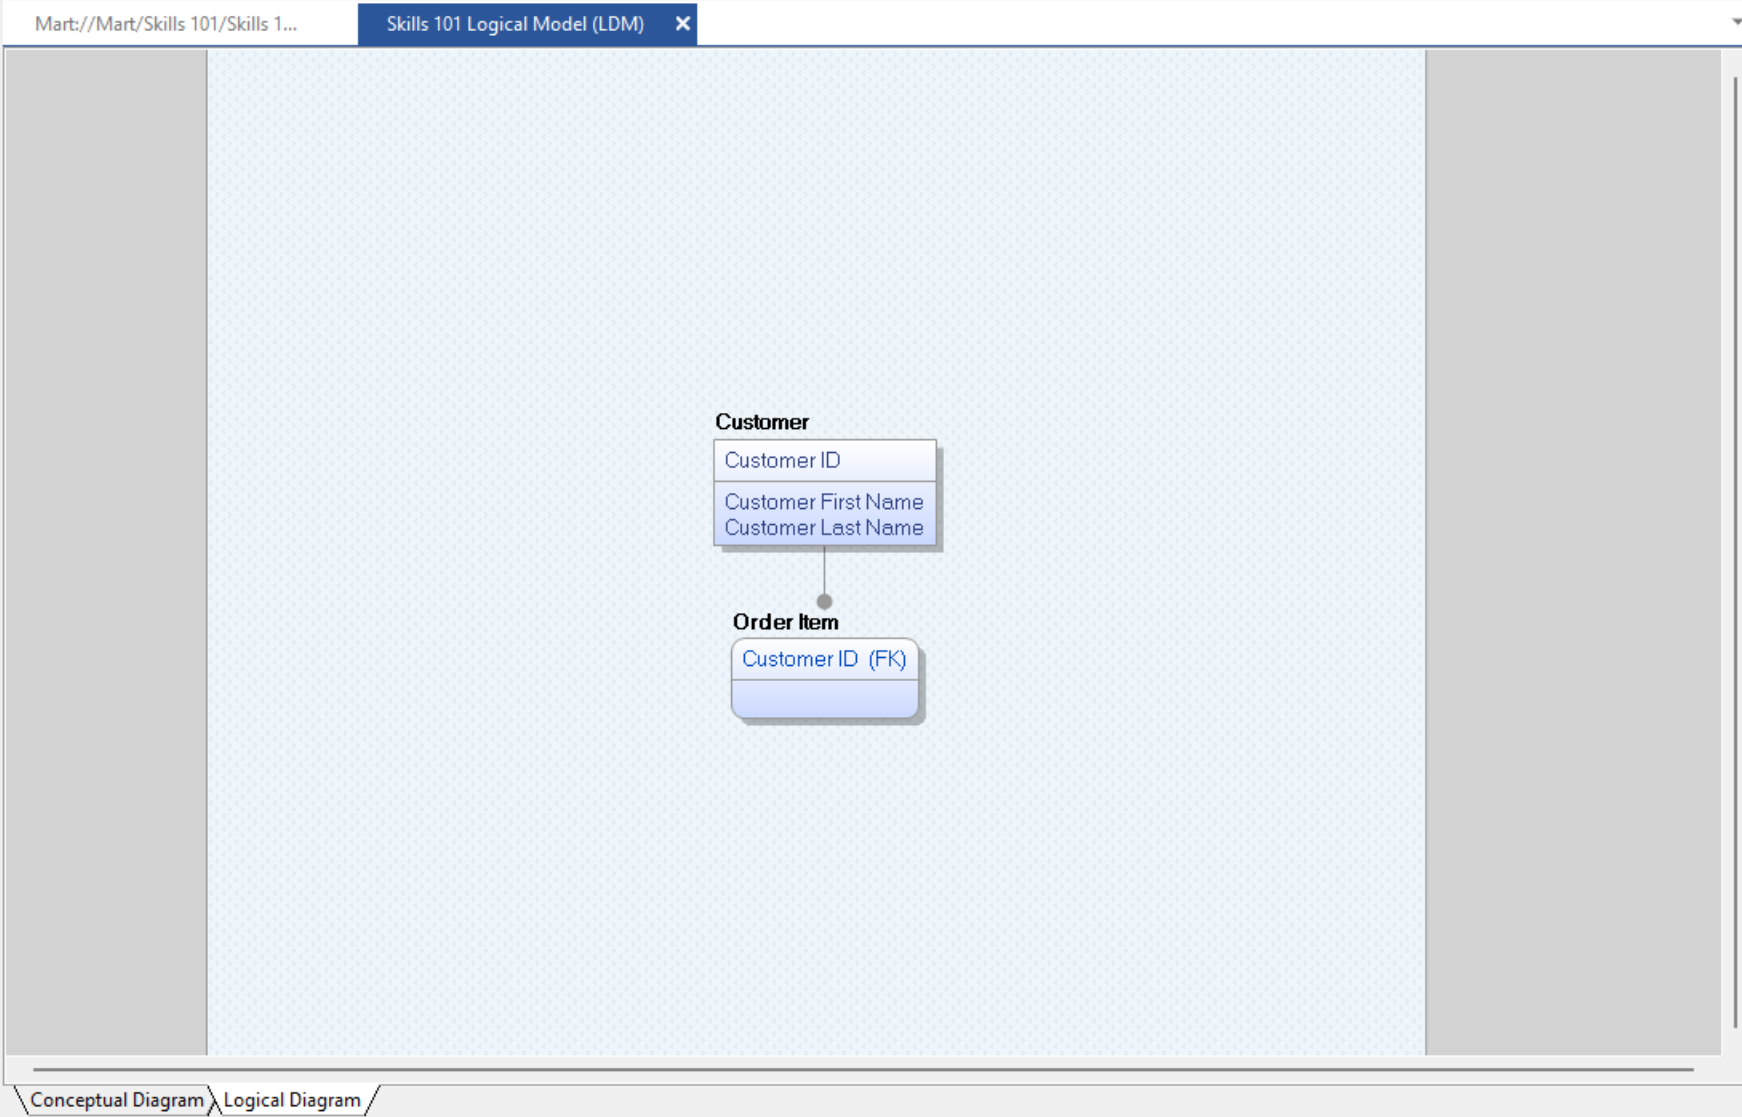 Mart://Mart/Skills 101/Skills 1...
Skills 101 Logical Model (LDM)
Customer
Customer ID
Customer First Name
Customer Last Name
Order Item
Customer ID (FK)
Conceptual Diagram
Logical Diagram